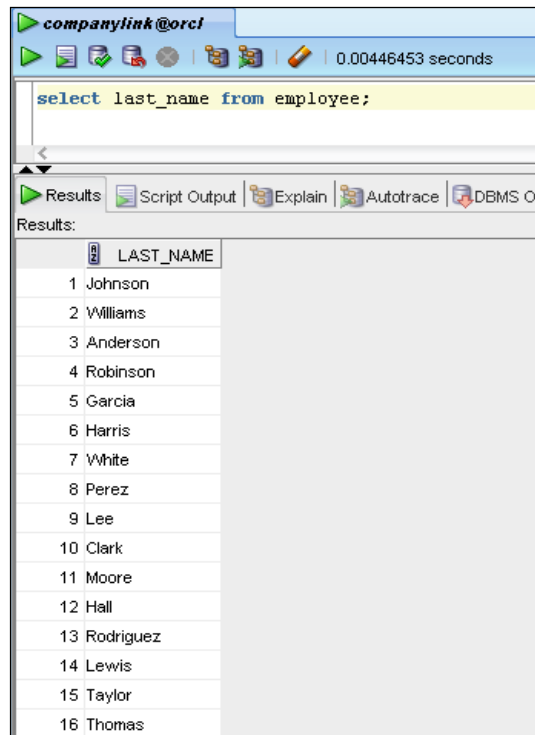 companylink@orcl
0.00446453 seconds
select last_name from employee;
Results Script Output Explain Autotrace DBMS O
Results:
LAST_NAME
1 Johnson
2 Williams
3 Anderson
4 Robinson
5 Garcia
6 Harris
7 White
8 Perez
9 Lee
10 Clark
11 Moore
12 Hall
13 Rodriguez
14 Lewis
15 Taylor
16 Thomas